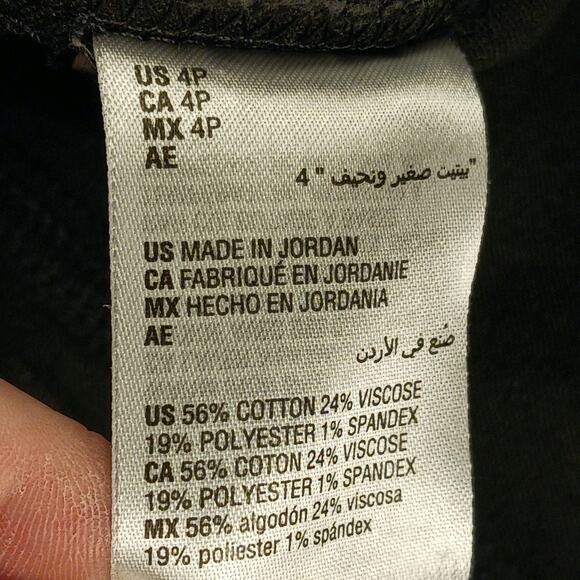 US 4P
CA 4P
MX 4P
AE
"بيتيت صغير ونحيف" 4
US MADE IN JORDAN
CA FABRIQUÉ EN JORDANIE
MX HECHO EN JORDANIA
AE
صُنع في الأردن
US 56% COTTON 24% VISCOSE
19% POLYESTER 1% SPANDEX
CA 56% COTON 24% VISCOSE
19% POLYESTER 1% SPANDEX
MX 56% algodón 24% viscosa
19% poliester 1% spándex